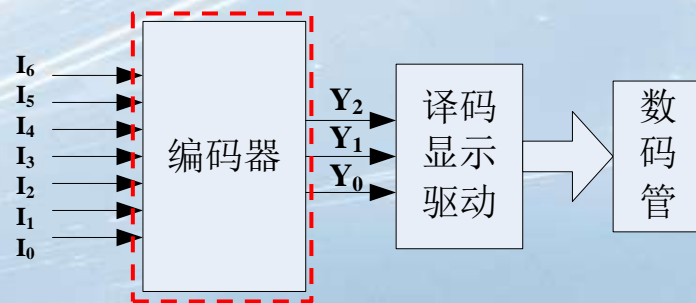 I₆
I₅
I₄
I₃
I₂
I₁
I₀
编码器
Y₂
Y₁
Y₀
译码
显示
驱动
数
码
管